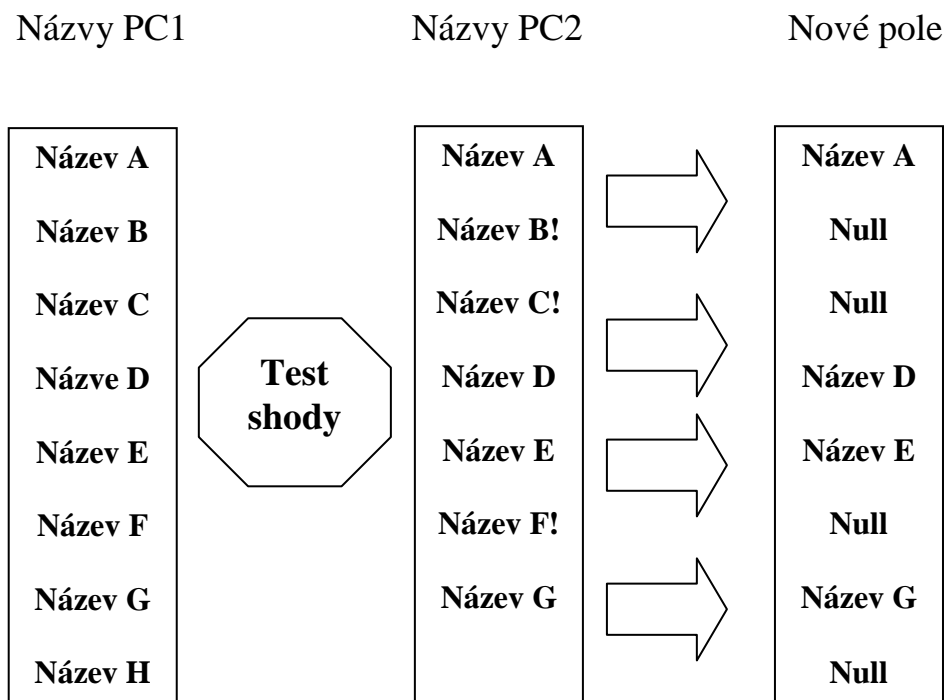 Názvy PC1 Názvy PC2 Nové pole
Název A Název A Název A
Název B Název B! Null
Název C Název C! Null
Názve D Název D Název D
Test
shody
Název E Název E Název E
Název F Název F! Null
Název G Název G Název G
Název H Null